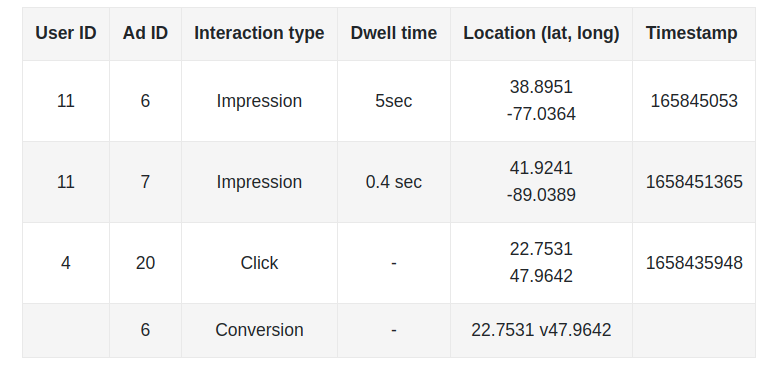 User ID Ad ID Interaction type Dwell time Location (lat, long) Timestamp
11 6 Impression 5sec 38.8951 -77.0364 165845053
11 7 Impression 0.4 sec 41.9241 -89.0389 1658451365
4 20 Click - 22.7531 47.9642 1658435948
6 Conversion - 22.7531 v47.9642